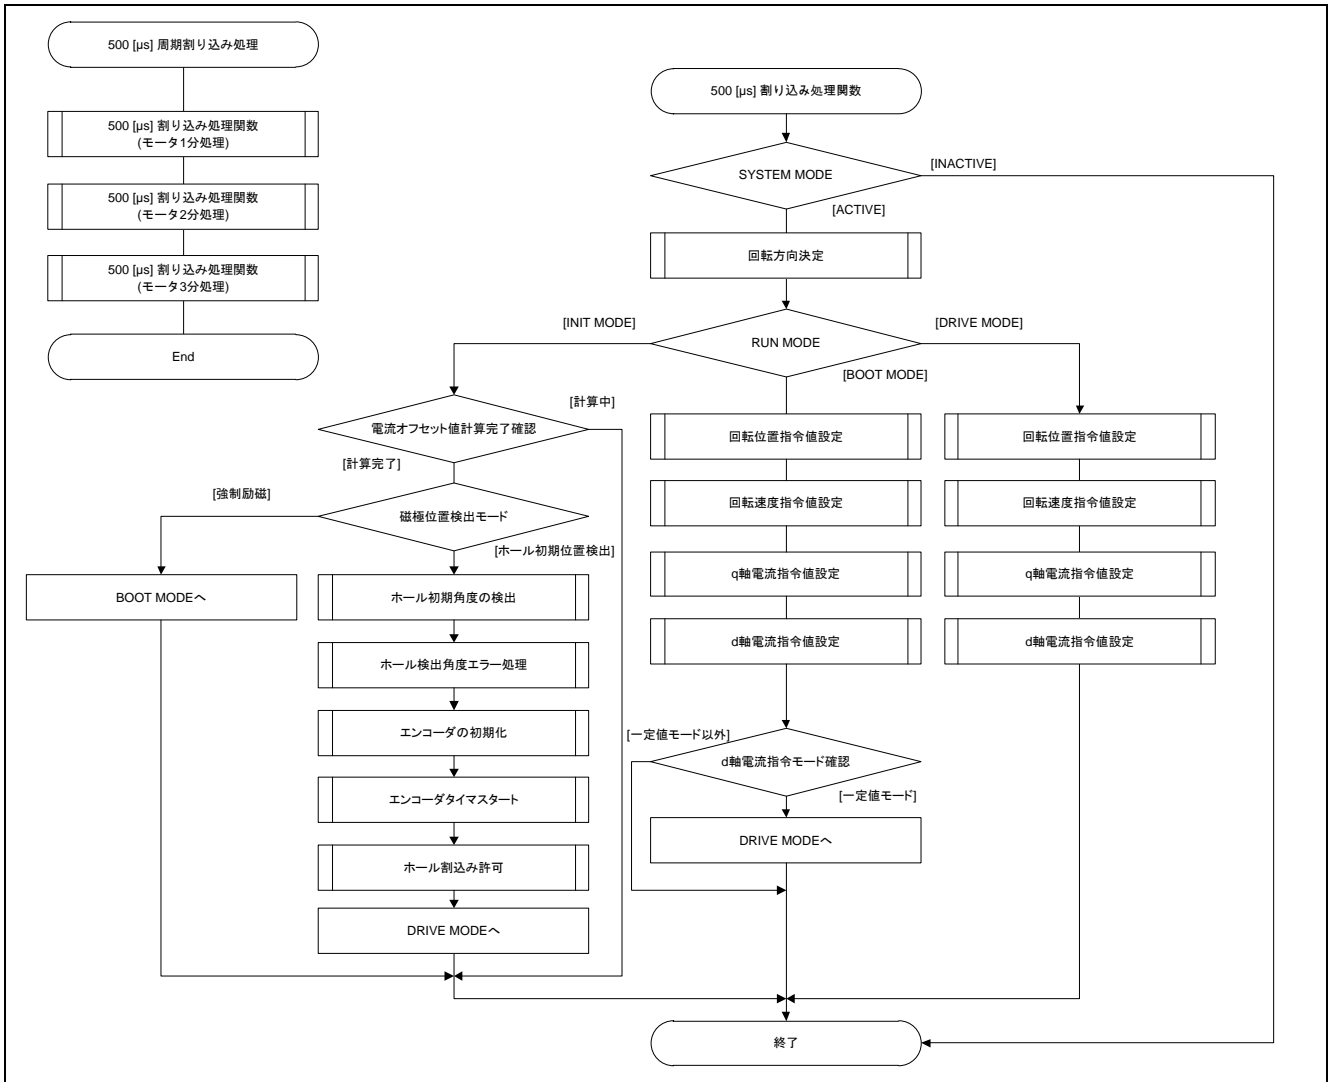 500 [µs] 周期割り込み処理
500 [µs] 割り込み処理関数
(モータ1分処理)
500 [µs] 割り込み処理関数
(モータ2分処理)
500 [µs] 割り込み処理関数
(モータ3分処理)
End
500 [µs] 割り込み処理関数
SYSTEM MODE
[INACTIVE]
[ACTIVE]
回転方向決定
[INIT MODE]
RUN MODE
[DRIVE MODE]
[BOOT MODE]
[計算中]
電流オフセット値計算完了確認
[計算完了]
[強制励磁]
磁極位置検出モード
[ホール初期位置検出]
BOOT MODEへ
ホール初期角度の検出
ホール検出角度エラー処理
エンコーダの初期化
エンコーダタイマスタート
ホール割込み許可
DRIVE MODEへ
回転位置指令値設定
回転速度指令値設定
q軸電流指令値設定
d軸電流指令値設定
[一定値モード以外]
d軸電流指令モード確認
[一定値モード]
DRIVE MODEへ
回転位置指令値設定
回転速度指令値設定
q軸電流指令値設定
d軸電流指令値設定
終了